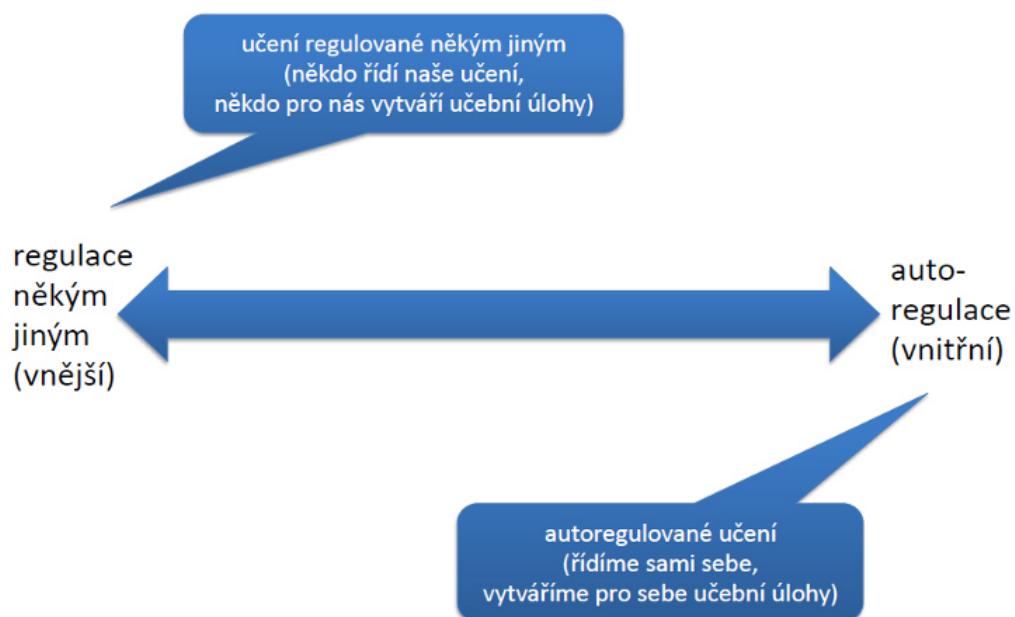 učení regulované někým jiným
(někdo řídí naše učení,
někdo pro nás vytváří učební úlohy)
regulace
někým
jiným
(vnější)
auto-
regulace
(vnitřní)
autoregulované učení
(řídíme sami sebe,
vytváříme pro sebe učební úlohy)